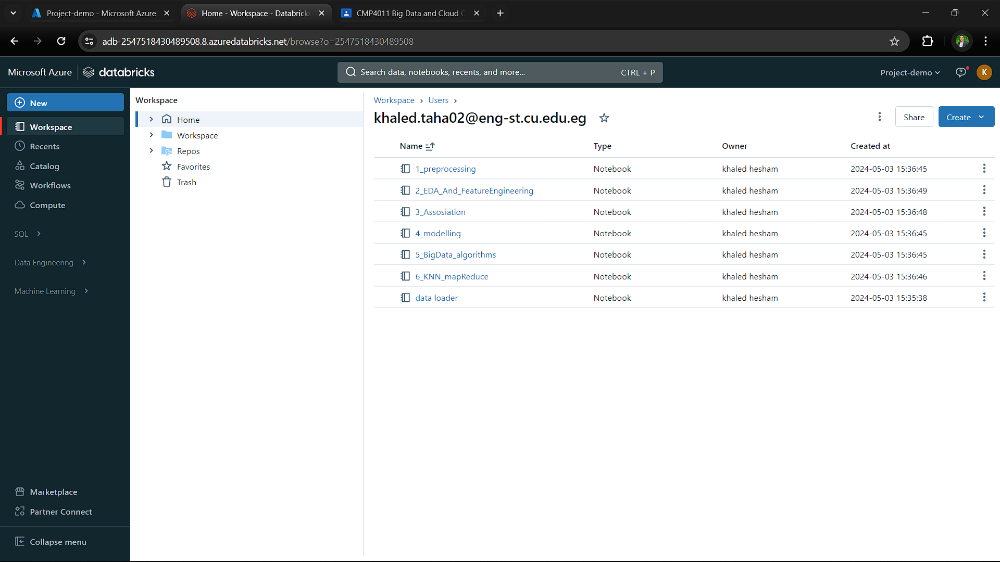 Project-demo - Microsoft Azure
Home - Workspace - Databricks
CMP4011 Big Data and Cloud C
adb-2547518430489508.8.azuredatabricks.net/browse?o=2547518430489508
Microsoft Azure
databricks
Search data, notebooks, recents, and more...
CTRL + P
Project-demo
K
New
Workspace
Recents
Catalog
Workflows
Compute
SQL
Data Engineering
Machine Learning
Marketplace
Partner Connect
Collapse menu
Workspace
Home
Workspace
Repos
Favorites
Trash
Workspace › Users ›
khaled.taha02@eng-st.cu.edu.eg
Share
Create
Name Type Owner Created at
1_preprocessing Notebook khaled hesham 2024-05-03 15:36:45
2_EDA_And_FeatureEngineering Notebook khaled hesham 2024-05-03 15:36:49
3_Assosiation Notebook khaled hesham 2024-05-03 15:36:48
4_modelling Notebook khaled hesham 2024-05-03 15:36:45
5_BigData_algorithms Notebook khaled hesham 2024-05-03 15:36:45
6_KNN_mapReduce Notebook khaled hesham 2024-05-03 15:36:46
data loader Notebook khaled hesham 2024-05-03 15:35:38